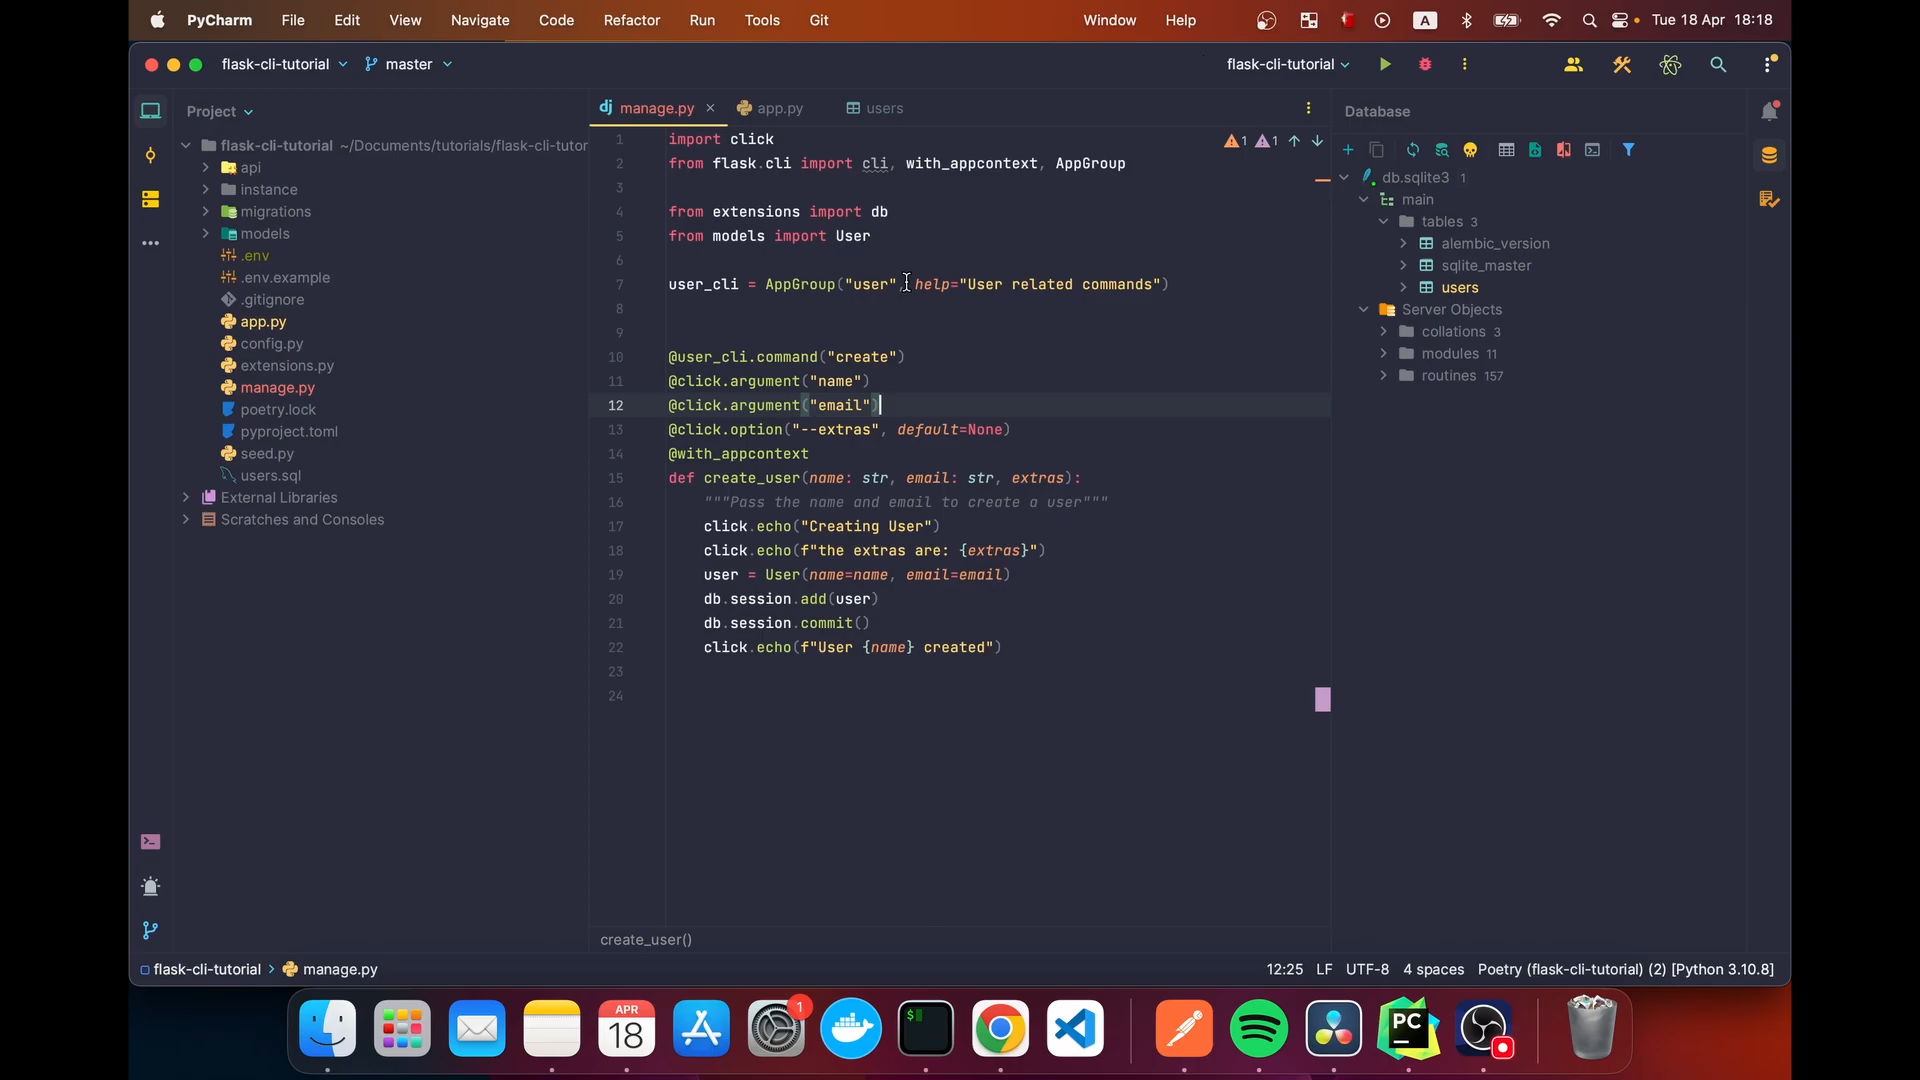 PyCharm File Edit View Navigate Code Refactor Run Tools Git Window Help A Tue 18 Apr 18:18
flask-cli-tutorial master flask-cli-tutorial
Project
flask-cli-tutorial ~/Documents/tutorials/flask-cli-tutor
api
instance
migrations
models
.env
.env.example
.gitignore
app.py
config.py
extensions.py
manage.py
poetry.lock
pyproject.toml
seed.py
users.sql
External Libraries
Scratches and Consoles
dj manage.py app.py users
1 import click
2 from flask.cli import cli, with_appcontext, AppGroup
3
4 from extensions import db
5 from models import User
6
7 user_cli = AppGroup("user", help="User related commands")
8
9
10 @user_cli.command("create")
11 @click.argument("name")
12 @click.argument("email")
13 @click.option("--extras", default=None)
14 @with_appcontext
15 def create_user(name: str, email: str, extras):
16 """Pass the name and email to create a user"""
17 click.echo("Creating User")
18 click.echo(f"the extras are: {extras}")
19 user = User(name=name, email=email)
20 db.session.add(user)
21 db.session.commit()
22 click.echo(f"User {name} created")
23
24
1 1
create_user()
Database
db.sqlite3 1
main
tables 3
alembic_version
sqlite_master
users
Server Objects
collations 3
modules 11
routines 157
flask-cli-tutorial manage.py 12:25 LF UTF-8 4 spaces Poetry (flask-cli-tutorial) (2) [Python 3.10.8]
APR
18
1
$
PC